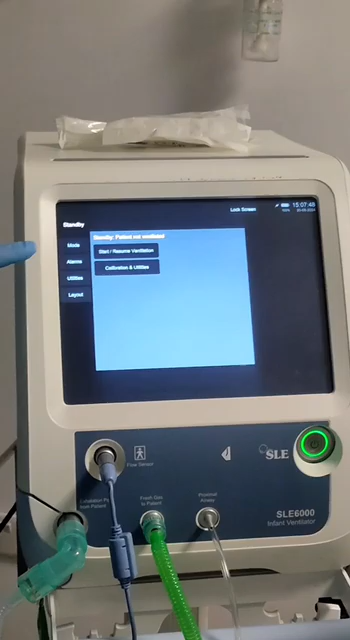 15:07:48
Lock Screen
100%
Standby
Standby: Patient not ventilated
Mode
Start / Resume Ventilation
Alarms
Calibration & Utilities
Utilities
Layout
Flow Sensor
SLE
Exhalation
from Patient
Fresh Gas
to Patient
Proximal
Airway
SLE6000
Infant Ventilator